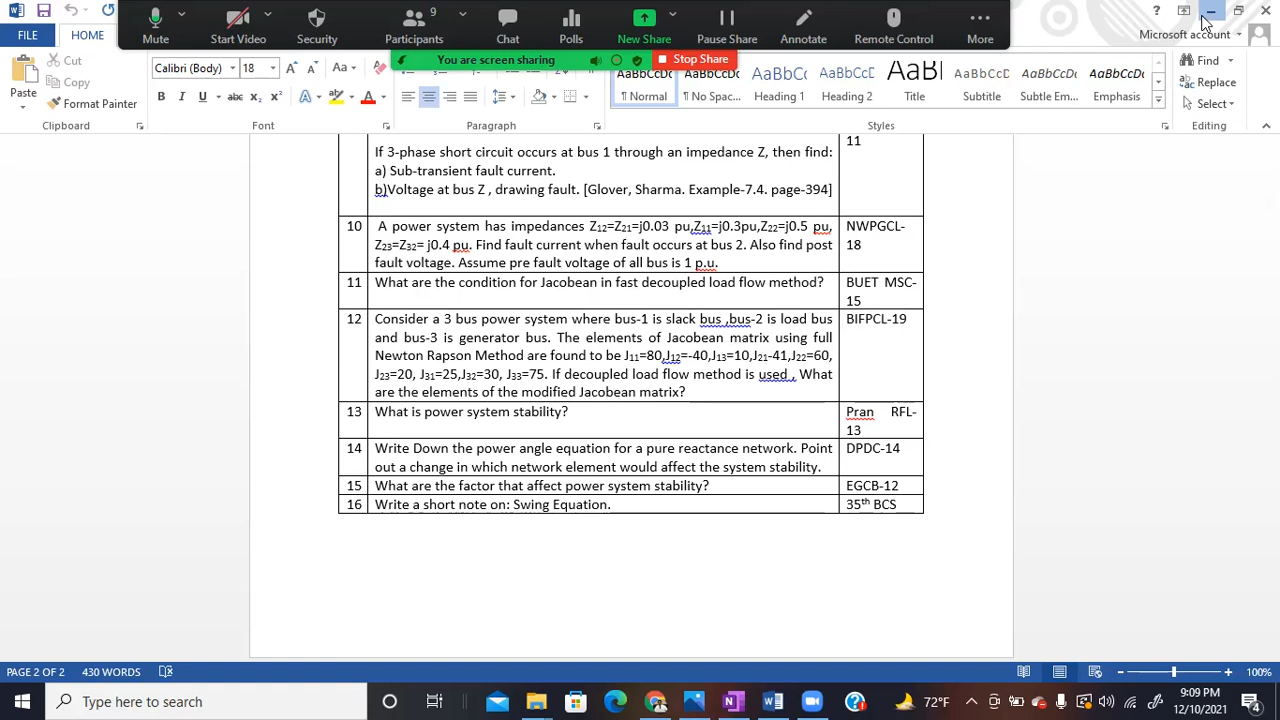 Mute
Start Video
Security
Participants
9
Chat
Polls
New Share
Pause Share
Annotate
Remote Control
More
You are screen sharing
Stop Share
Microsoft account
FILE
HOME
Cut
Copy
Format Painter
Paste
Calibri (Body)
18
Find
Replace
Select
AaBbCcDc
AaBbCcDc
AaBbCc
AaBbCcE
AaBl
AaBbCcD
AaBbCcDc
AaBbCcDc
¶ Normal
¶ No Spac...
Heading 1
Heading 2
Title
Subtitle
Subtle Em...
Emphasis
Clipboard
Font
Paragraph
Styles
Editing
11
If 3-phase short circuit occurs at bus 1 through an impedance Z, then find:
a) Sub-transient fault current.
b)Voltage at bus Z , drawing fault. [Glover, Sharma. Example-7.4. page-394]
10 A power system has impedances Z₁₂=Z₂₁=j0.03 pu,Z₁₁=j0.3pu,Z₂₂=j0.5 pu, NWPGCL-
Z₂₃=Z₃₂= j0.4 pu. Find fault current when fault occurs at bus 2. Also find post 18
fault voltage. Assume pre fault voltage of all bus is 1 p.u.
11 What are the condition for Jacobean in fast decoupled load flow method? BUET MSC-
15
12 Consider a 3 bus power system where bus-1 is slack bus ,bus-2 is load bus BIFPCL-19
and bus-3 is generator bus. The elements of Jacobean matrix using full
Newton Rapson Method are found to be J₁₁=80,J₁₂=-40,J₁₃=10,J₂₁-41,J₂₂=60,
J₂₃=20, J₃₁=25,J₃₂=30, J₃₃=75. If decoupled load flow method is used , What
are the elements of the modified Jacobean matrix?
13 What is power system stability? Pran RFL-
13
14 Write Down the power angle equation for a pure reactance network. Point DPDC-14
out a change in which network element would affect the system stability.
15 What are the factor that affect power system stability? EGCB-12
16 Write a short note on: Swing Equation. 35th BCS
PAGE 2 OF 2
430 WORDS
100%
Type here to search
72°F
9:09 PM
12/10/2021
4